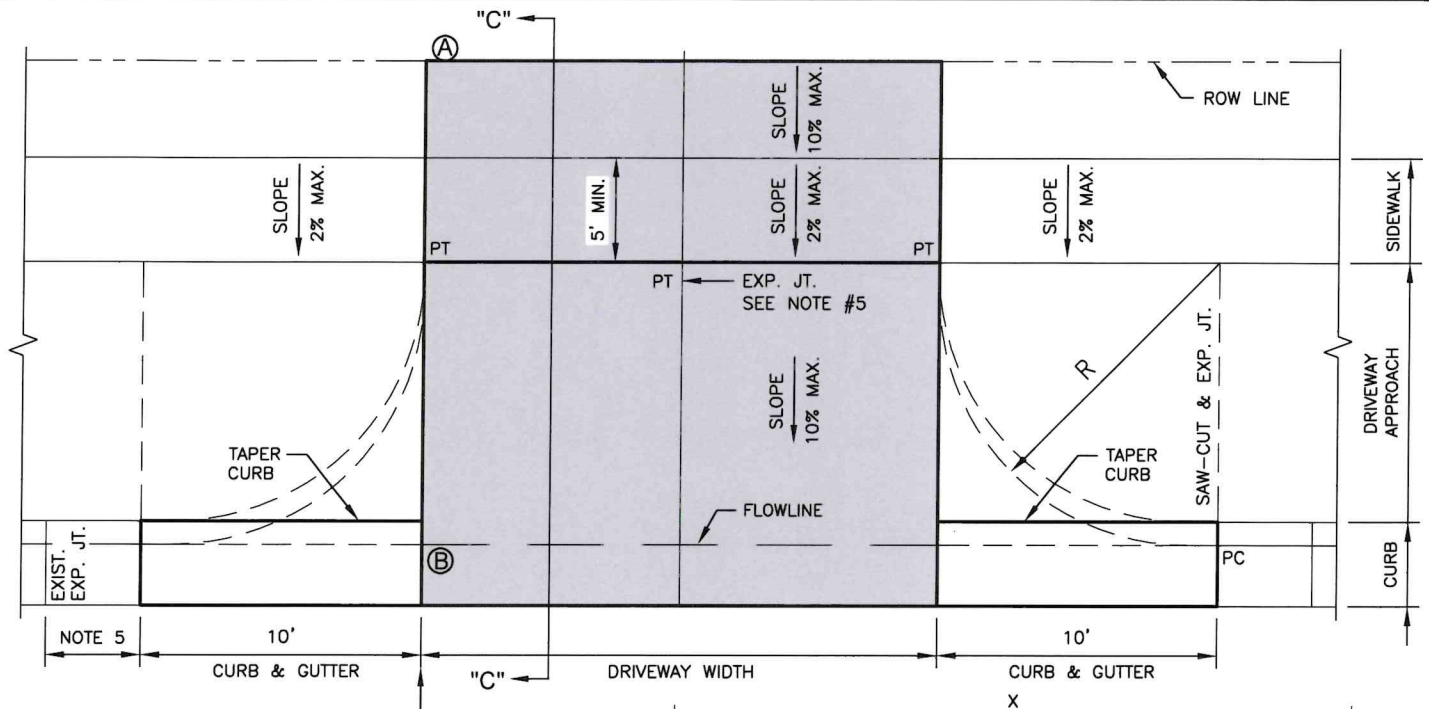 "C"
A
ROW LINE
SLOPE
10% MAX.
SLOPE
2% MAX.
5' MIN.
SLOPE
2% MAX.
SLOPE
2% MAX.
SIDEWALK
PT
PT
PT
EXP. JT.
SEE NOTE #5
SLOPE
10% MAX.
R
SAW-CUT & EXP. JT.
DRIVEWAY
APPROACH
TAPER
CURB
TAPER
CURB
FLOWLINE
EXIST.
EXP. JT.
B
PC
CURB
NOTE 5
10'
10'
CURB & GUTTER
"C"
DRIVEWAY WIDTH
CURB & GUTTER
X